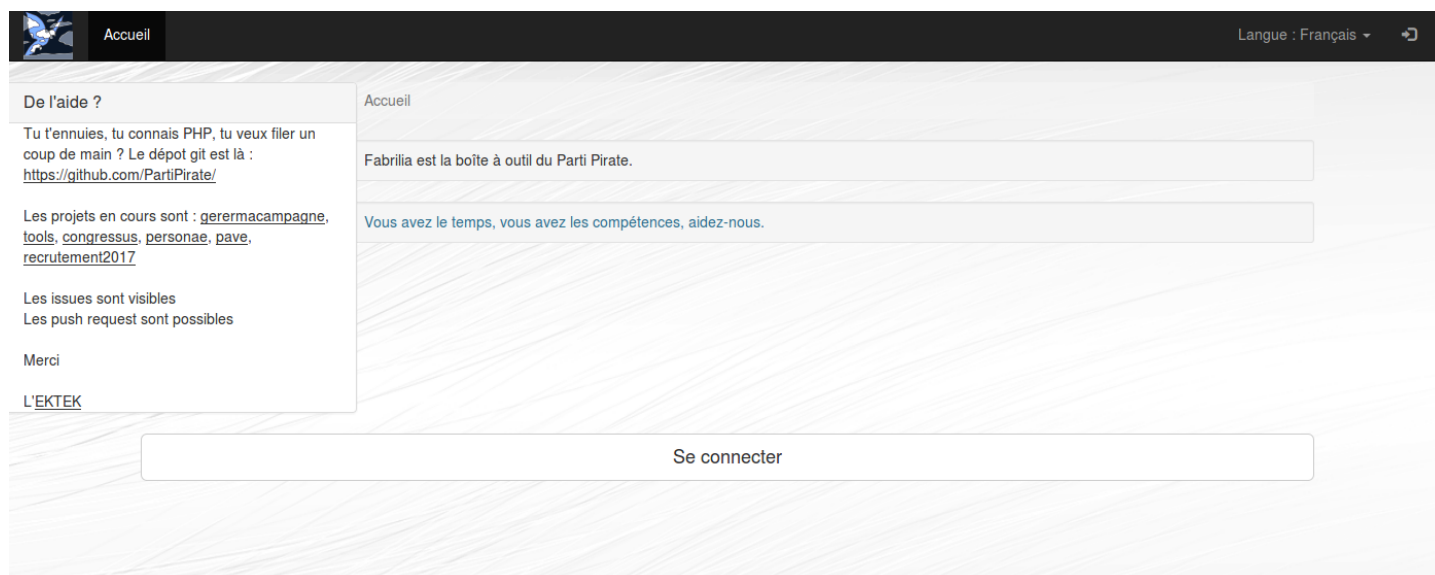 Accueil
Langue : Français
De l'aide ?
Tu t'ennuies, tu connais PHP, tu veux filer un
coup de main ? Le dépot git est là :
https://github.com/PartiPirate/
Les projets en cours sont : gerermacampagne,
tools, congressus, personae, pave,
recrutement2017
Les issues sont visibles
Les push request sont possibles
Merci
L'EKTEK
Accueil
Fabrilia est la boîte à outil du Parti Pirate.
Vous avez le temps, vous avez les compétences, aidez-nous.
Se connecter